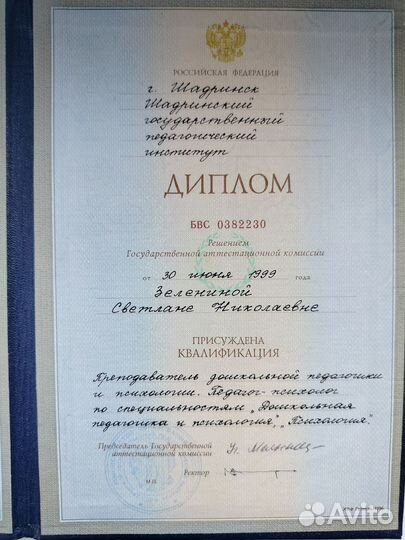 РОССИЙСКАЯ ФЕДЕРАЦИЯ
г. Шадринск
Шадринский
государственный
педагогический
институт
ДИПЛОМ
БВС 0382230
Решением
Государственной аттестационной комиссии
от 30 июня 1999 года
Зелениной
Светлане Николаевне
ПРИСУЖДЕНА
КВАЛИФИКАЦИЯ
Преподаватель дошкольной педагогики
и психологии. Педагог-психолог
по специальностям „Дошкольная
педагогика и психология", „Психология"
Председатель Государственной
аттестационной комиссии
Ректор
М.П.
Avito